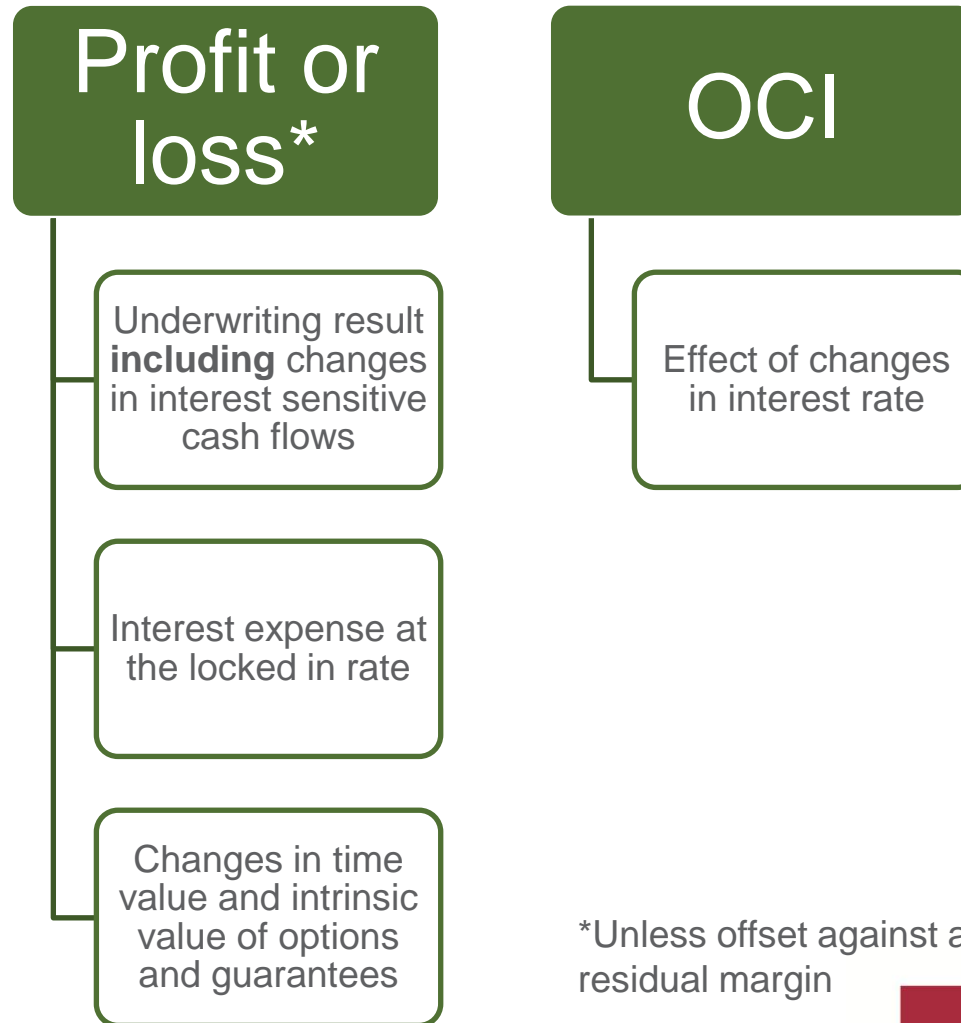 Profit or
loss*
Underwriting result
including changes
in interest sensitive
cash flows
Interest expense at
the locked in rate
Changes in time
value and intrinsic
value of options
and guarantees
OCI
Effect of changes
in interest rate
*Unless offset against a
residual margin